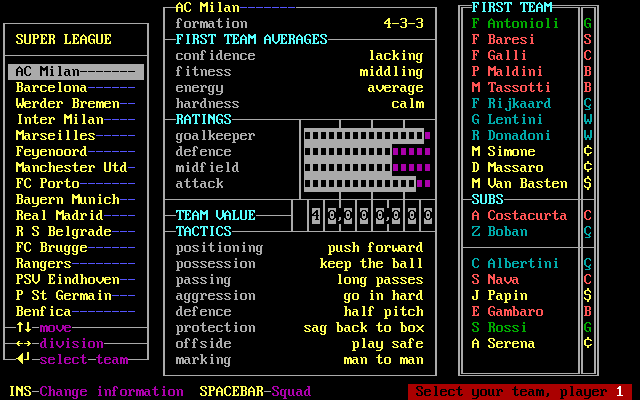 SUPER LEAGUE
AC Milan
Barcelona
Werder Bremen
Inter Milan
Marseilles
Feyenoord
Manchester Utd
FC Porto
Bayern Munich
Real Madrid
R S Belgrade
FC Brugge
Rangers
PSV Eindhoven
P St Germain
Benfica
↑↓-move
↔-division
↵-select-team
AC Milan
formation 4-3-3
FIRST TEAM AVERAGES
confidence lacking
fitness middling
energy average
hardness calm
RATINGS
goalkeeper
defence
midfield
attack
TEAM VALUE 40,000,000
TACTICS
positioning push forward
possession keep the ball
passing long passes
aggression go in hard
defence half pitch
protection sag back to box
offside play safe
marking man to man
FIRST TEAM
F Antonioli G
F Baresi S
F Galli C
P Maldini B
M Tassotti B
F Rijkaard Ç
G Lentini W
R Donadoni W
M Simone ¢
D Massaro ¢
M Van Basten $
SUBS
A Costacurta C
Z Boban Ç
C Albertini Ç
S Nava C
J Papin $
E Gambaro B
S Rossi G
A Serena ¢
INS-Change information SPACEBAR-Squad
Select your team, player 1